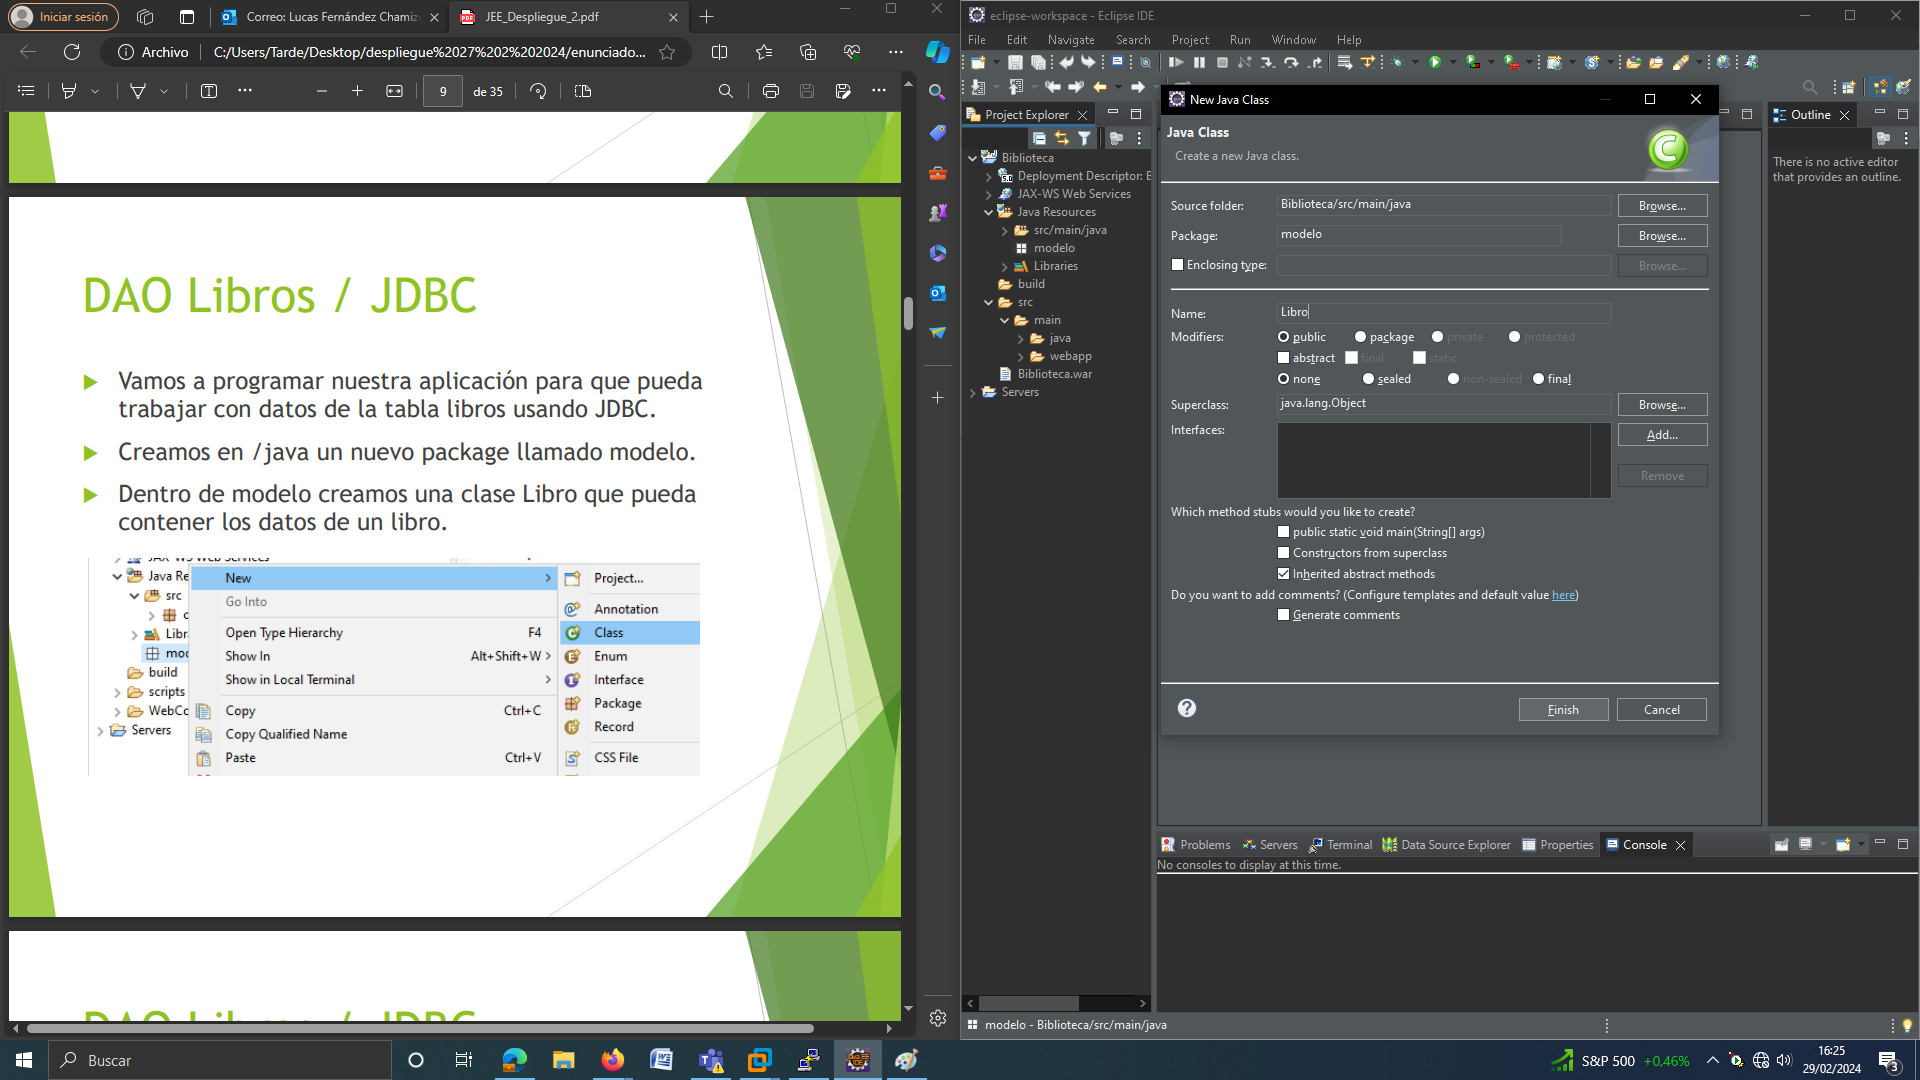 Iniciar sesión
Correo: Lucas Fernández Chamiz
JEE_Despliegue_2.pdf
Archivo
C:/Users/Tarde/Desktop/despliegue%2027%202%202024/enunciado...
9
de 35
DAO Libros / JDBC
Vamos a programar nuestra aplicación para que pueda
trabajar con datos de la tabla libros usando JDBC.
Creamos en /java un nuevo package llamado modelo.
Dentro de modelo creamos una clase Libro que pueda
contener los datos de un libro.
JAX-WS Web Services
Java Re
src
Libr
mod
build
scripts
WebCo
Servers
New
Go Into
Open Type Hierarchy F4
Show In Alt+Shift+W
Show in Local Terminal
Copy Ctrl+C
Copy Qualified Name
Paste Ctrl+V
Project...
Annotation
Class
Enum
Interface
Package
Record
CSS File
DAO Libros / JDBC
eclipse-workspace - Eclipse IDE
File Edit Navigate Search Project Run Window Help
Project Explorer
Biblioteca
Deployment Descriptor: E
JAX-WS Web Services
Java Resources
src/main/java
modelo
Libraries
build
src
main
java
webapp
Biblioteca.war
Servers
New Java Class
Java Class
Create a new Java class.
Source folder: Biblioteca/src/main/java Browse...
Package: modelo Browse...
Enclosing type: Browse...
Name: Libro
Modifiers: public package private protected
abstract final static
none sealed non-sealed final
Superclass: java.lang.Object Browse...
Interfaces: Add...
Remove
Which method stubs would you like to create?
public static void main(String[] args)
Constructors from superclass
Inherited abstract methods
Do you want to add comments? (Configure templates and default value here)
Generate comments
Finish Cancel
Outline
There is no active editor
that provides an outline.
Problems Servers Terminal Data Source Explorer Properties Console
No consoles to display at this time.
modelo - Biblioteca/src/main/java
Buscar
S&P 500 +0,46%
16:25
29/02/2024
3